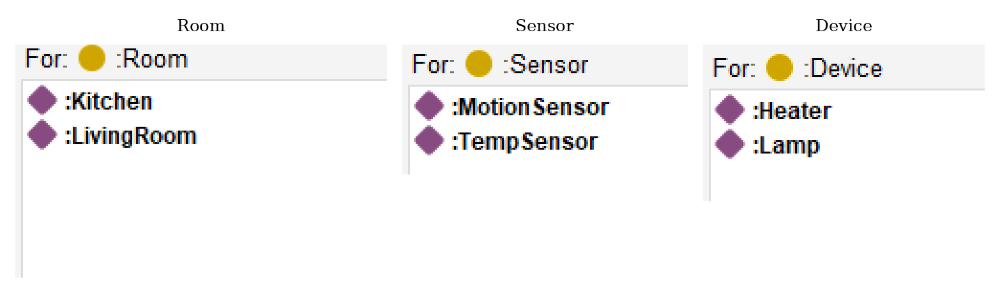 Room
For: :Room
:Kitchen
:LivingRoom
Sensor
For: :Sensor
:MotionSensor
:TempSensor
Device
For: :Device
:Heater
:Lamp